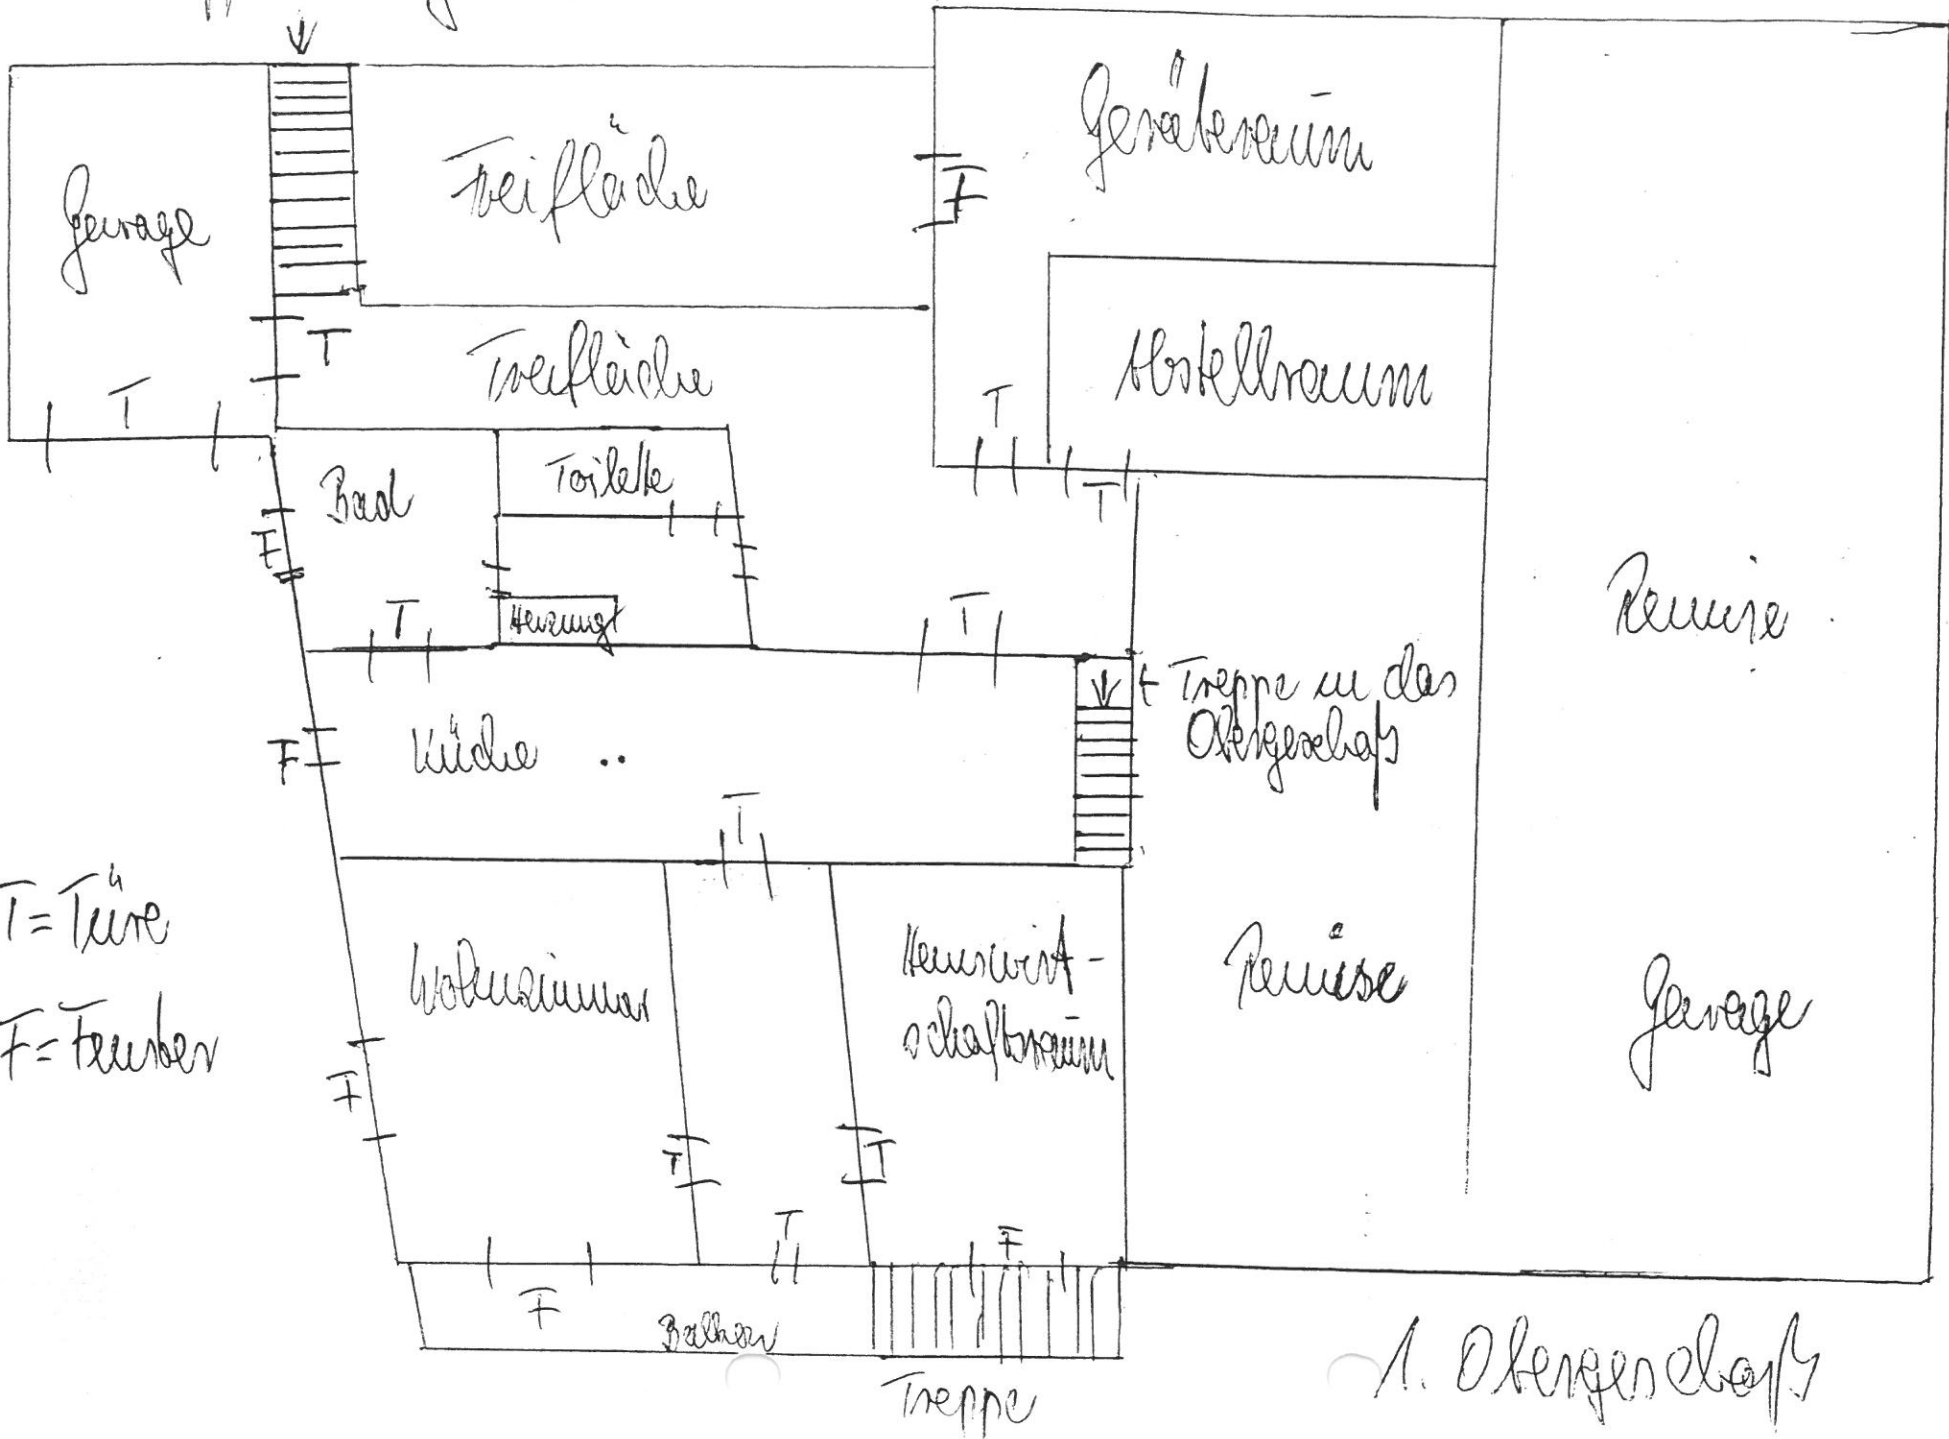 Geräteraum
Freifläche
F
Garage
T
Freifläche
Abstellraum
T
T
Toilette
Bad
T
F
Heizung
T
T
Remise
Treppe in das
Obergeschoß
Küche
F
T
T = Türe
Wohnzimmer
Hauswirt-
schaftsraum
Remise
Garage
F = Fenster
F
T
T
T
F
F
Balkon
Treppe
1. Obergeschoß